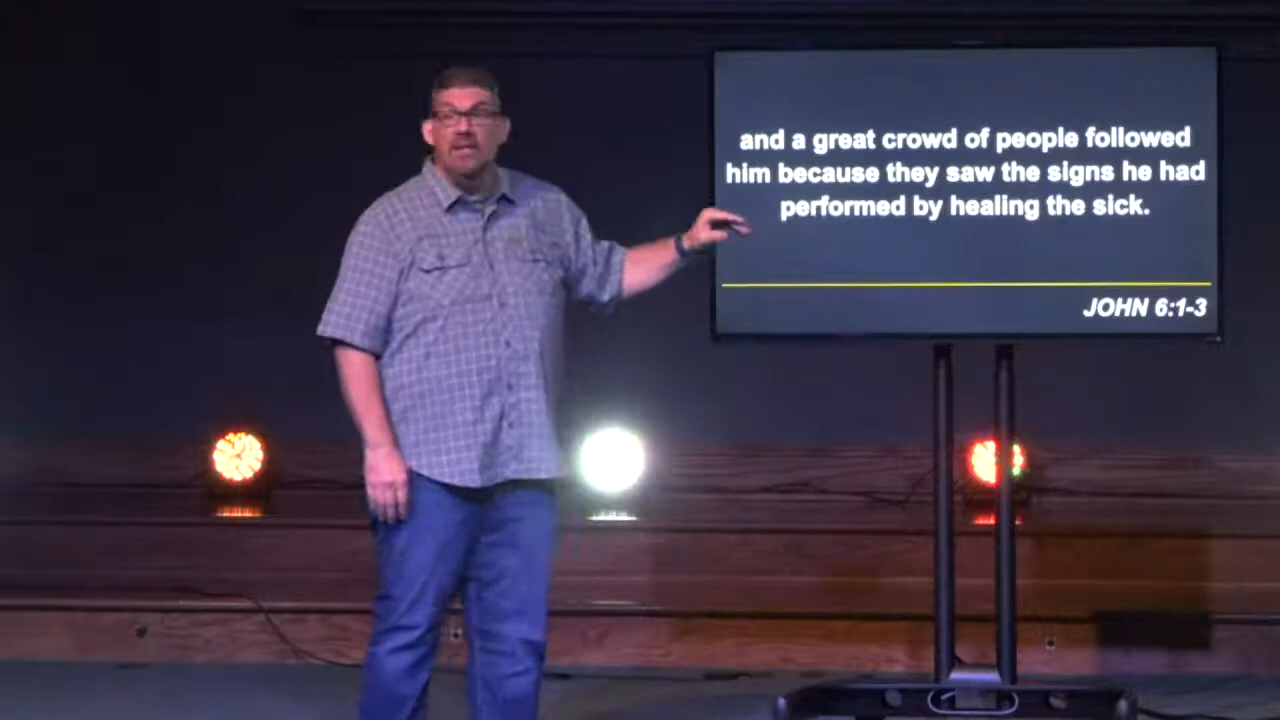 and a great crowd of people followed
him because they saw the signs he had
performed by healing the sick.
JOHN 6:1-3